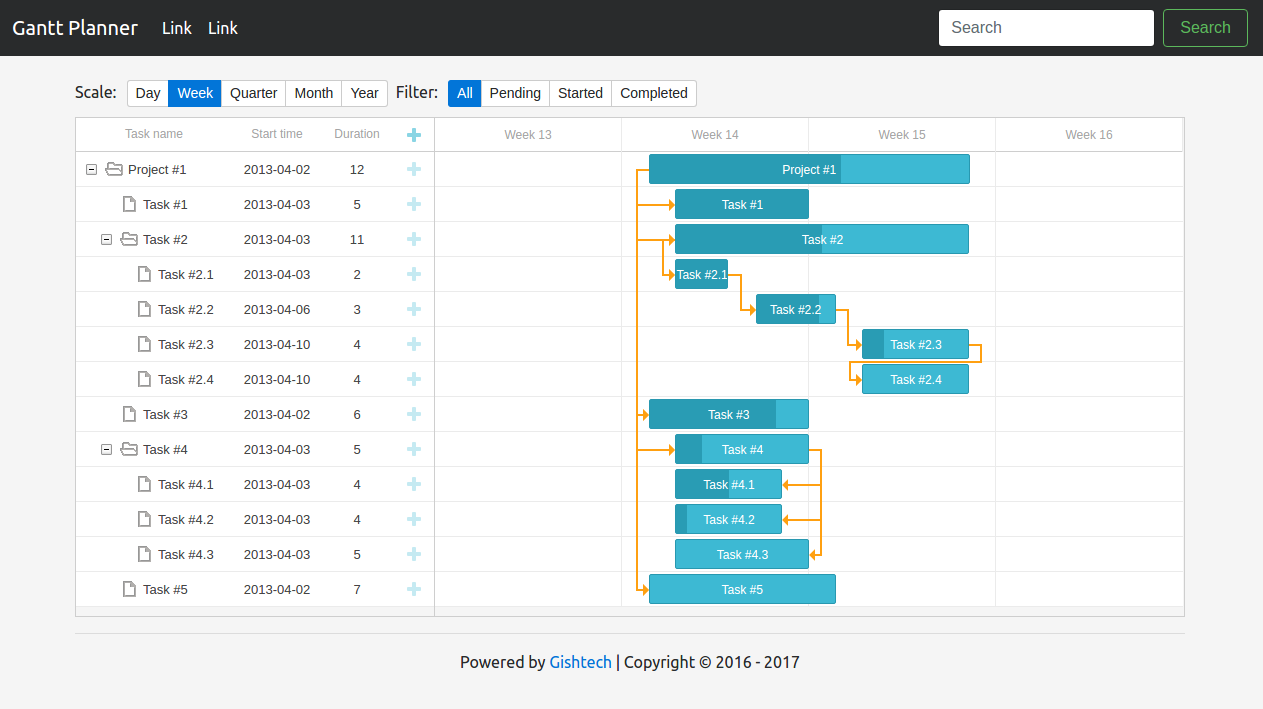 Gantt Planner Link Link Search Search
Scale: Day Week Quarter Month Year Filter: All Pending Started Completed
Task name Start time Duration Week 13 Week 14 Week 15 Week 16
Project #1 2013-04-02 12 Project #1
Task #1 2013-04-03 5 Task #1
Task #2 2013-04-03 11 Task #2
Task #2.1 2013-04-03 2 Task #2.1
Task #2.2 2013-04-06 3 Task #2.2
Task #2.3 2013-04-10 4 Task #2.3
Task #2.4 2013-04-10 4 Task #2.4
Task #3 2013-04-02 6 Task #3
Task #4 2013-04-03 5 Task #4
Task #4.1 2013-04-03 4 Task #4.1
Task #4.2 2013-04-03 4 Task #4.2
Task #4.3 2013-04-03 5 Task #4.3
Task #5 2013-04-02 7 Task #5
Powered by Gishtech | Copyright © 2016 - 2017